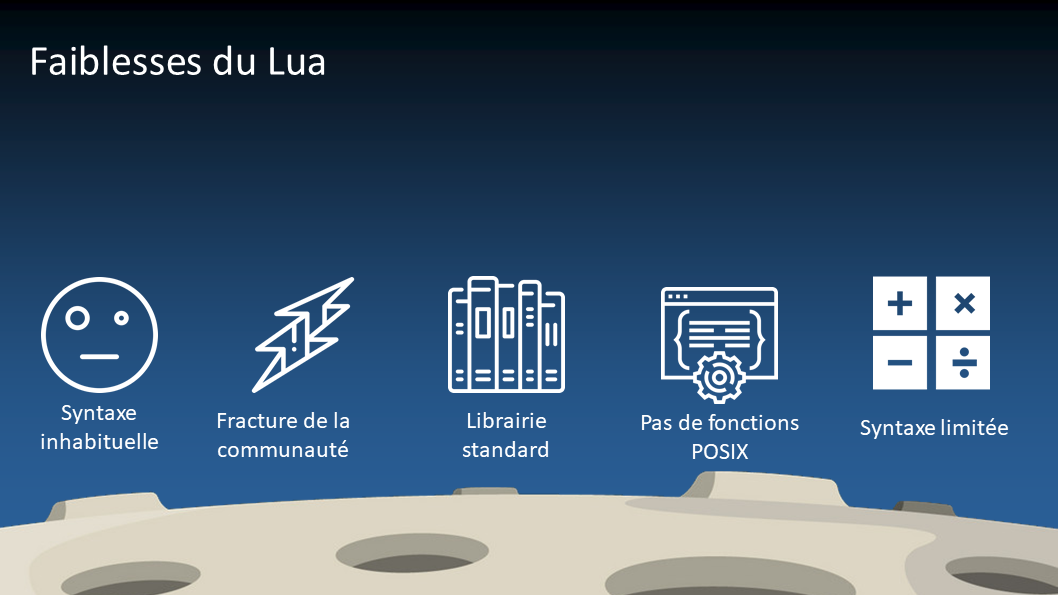 Faiblesses du Lua
Syntaxe
inhabituelle
Fracture de la
communauté
Librairie
standard
Pas de fonctions
POSIX
Syntaxe limitée